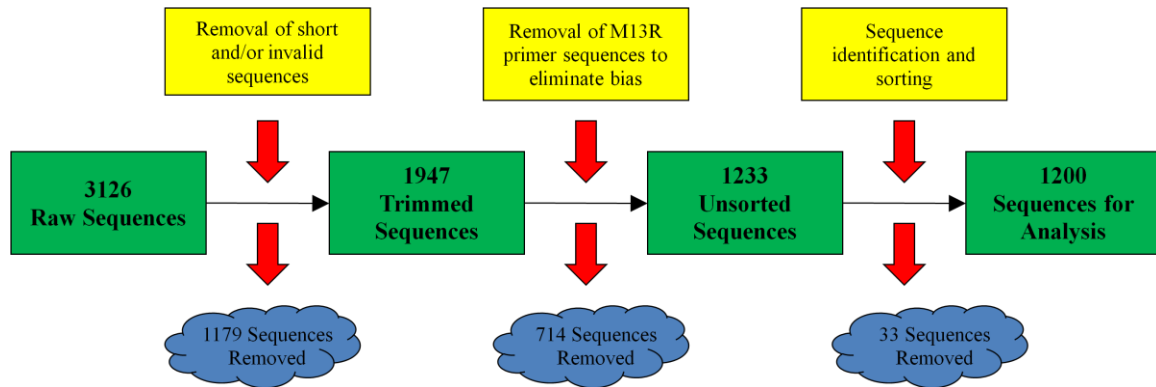 Removal of short
and/or invalid
sequences
Removal of M13R
primer sequences to
eliminate bias
Sequence
identification and
sorting
3126
Raw Sequences
1947
Trimmed
Sequences
1233
Unsorted
Sequences
1200
Sequences for
Analysis
1179 Sequences
Removed
714 Sequences
Removed
33 Sequences
Removed